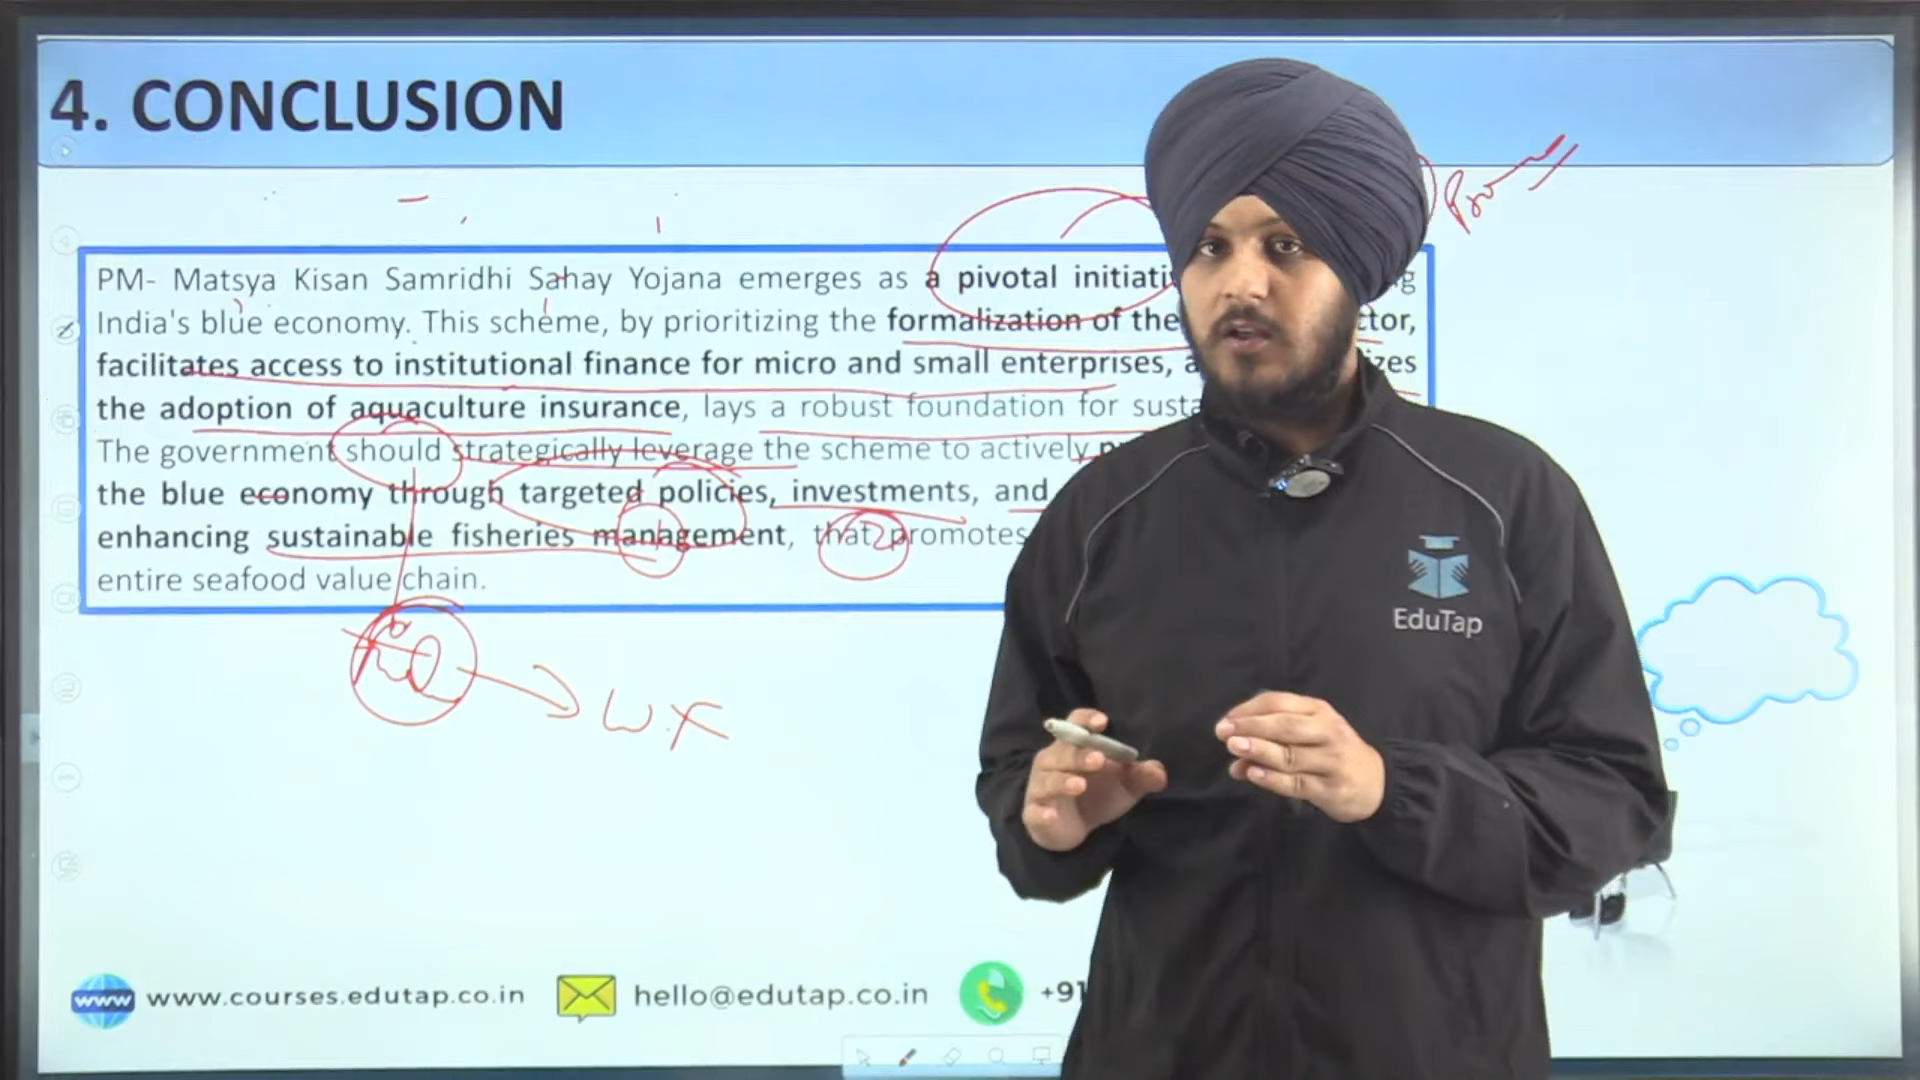 4. CONCLUSION
PM- Matsya Kisan Samridhi Sahay Yojana emerges as a pivotal
India's blue economy. This scheme, by prioritizing the formalization of the
facilitates access to institutional finance for micro and small enterprises,
the adoption of aquaculture insurance, lays a robust foundation for
The government should strategically leverage the scheme to actively
the blue economy through targeted policies, investments, and
enhancing sustainable fisheries management, that promotes
entire seafood value chain.
W.X
EduTap
www www.courses.edutap.co.in hello@edutap.co.in +91